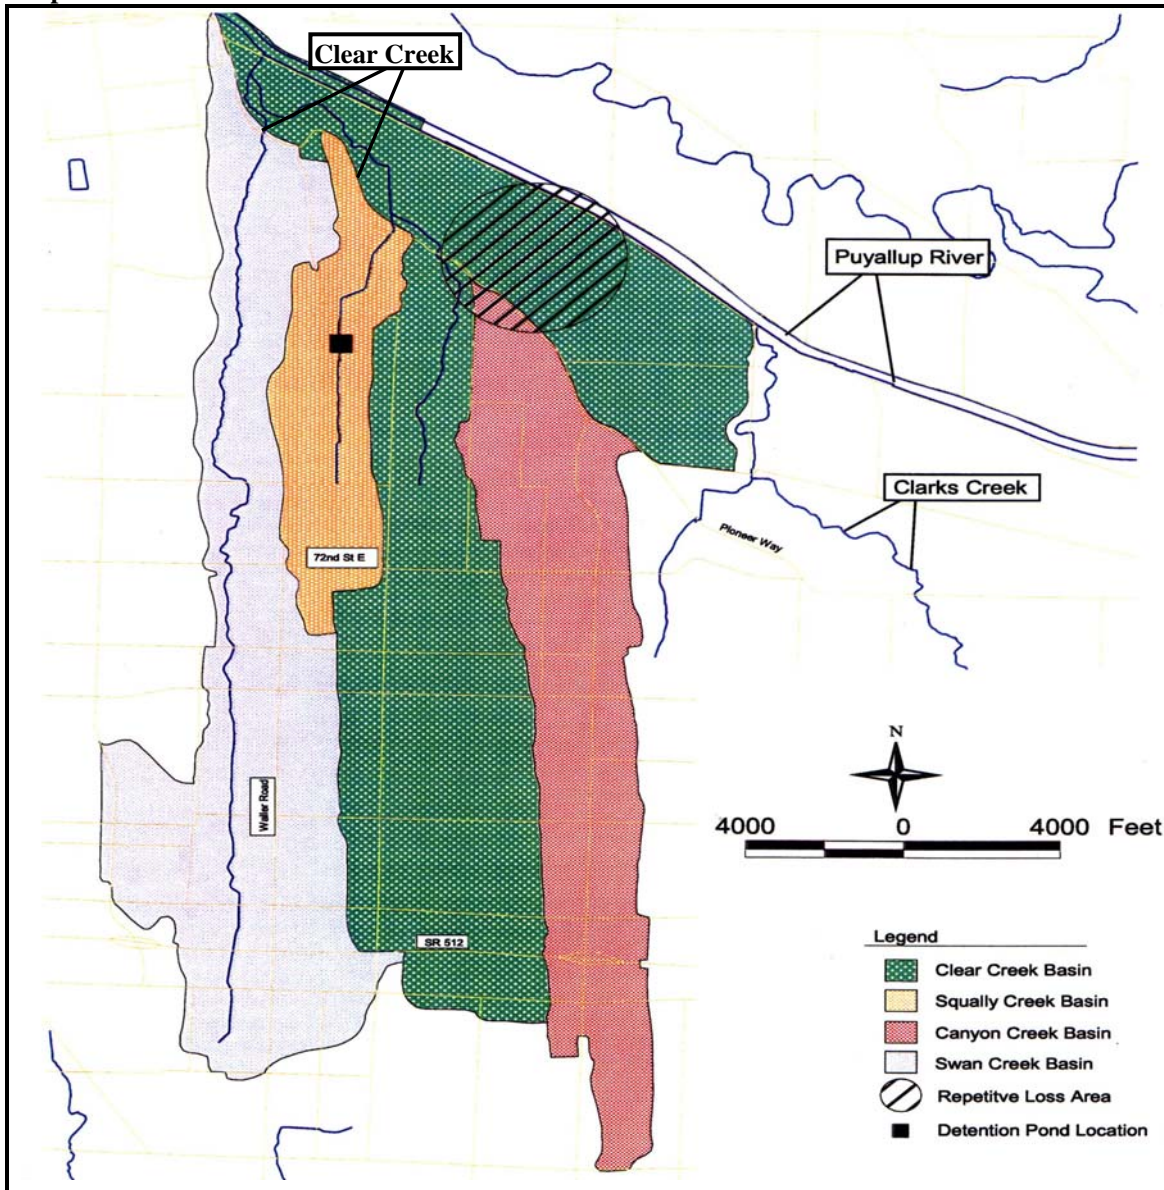 Clear Creek
Puyallup River
Clarks Creek
Pioneer Way
72nd St E
Waller Road
SR 512
N
4000 0 4000 Feet
Legend
Clear Creek Basin
Squally Creek Basin
Canyon Creek Basin
Swan Creek Basin
Repetitve Loss Area
Detention Pond Location